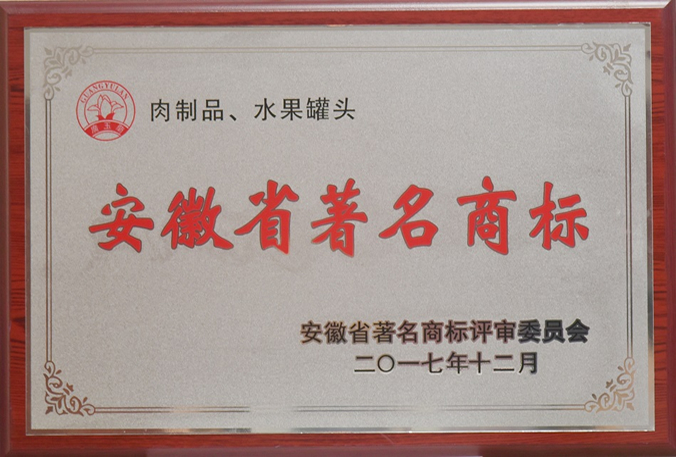 GUANGYUAN
肉制品、水果罐头
安徽省著名商标
安徽省著名商标评审委员会
二〇一七年十二月